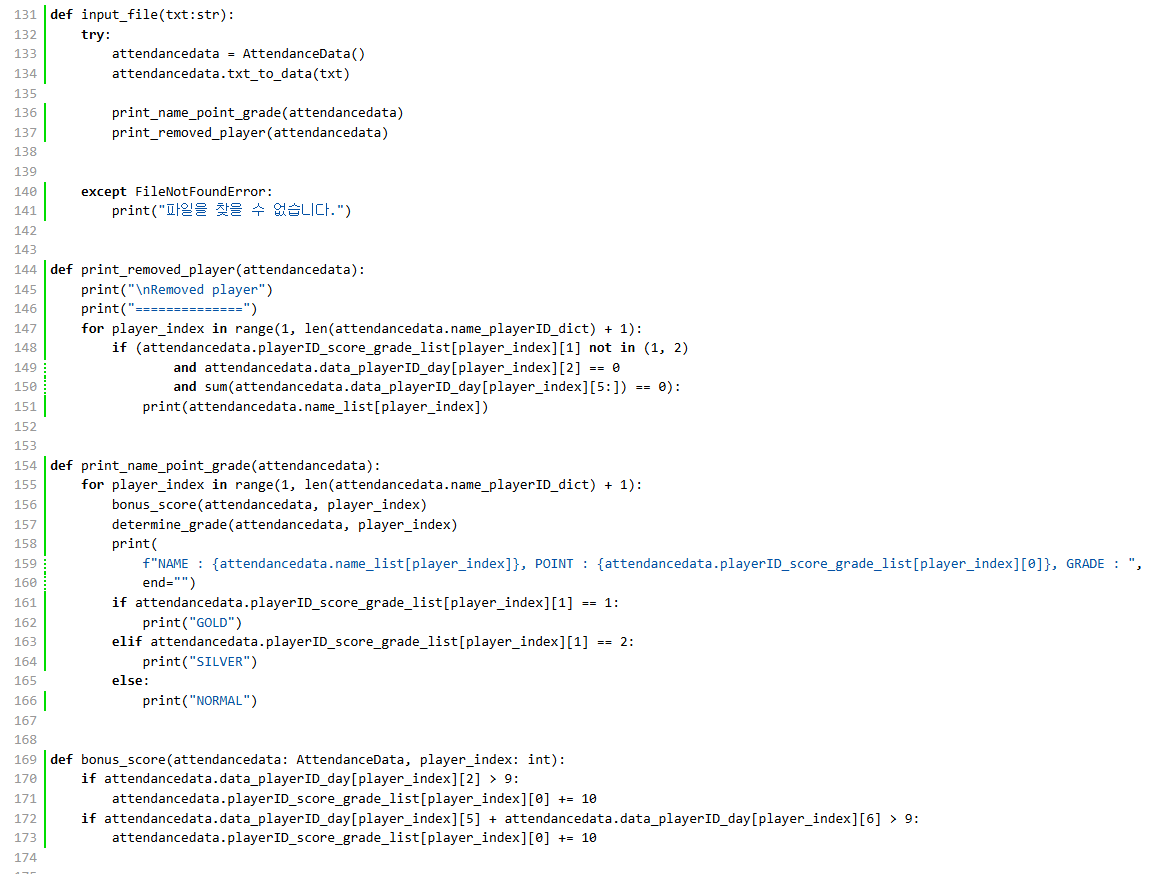 131 def input_file(txt:str):
132     try:
133         attendancedata = AttendanceData()
134         attendancedata.txt_to_data(txt)
135
136         print_name_point_grade(attendancedata)
137         print_removed_player(attendancedata)
138
139
140     except FileNotFoundError:
141         print("파일을 찾을 수 없습니다.")
142
143
144 def print_removed_player(attendancedata):
145     print("\nRemoved player")
146     print("==============")
147     for player_index in range(1, len(attendancedata.name_playerID_dict) + 1):
148         if (attendancedata.playerID_score_grade_list[player_index][1] not in (1, 2)
149                 and attendancedata.data_playerID_day[player_index][2] == 0
150                 and sum(attendancedata.data_playerID_day[player_index][5:]) == 0):
151             print(attendancedata.name_list[player_index])
152
153
154 def print_name_point_grade(attendancedata):
155     for player_index in range(1, len(attendancedata.name_playerID_dict) + 1):
156         bonus_score(attendancedata, player_index)
157         determine_grade(attendancedata, player_index)
158         print(
159             f"NAME : {attendancedata.name_list[player_index]}, POINT : {attendancedata.playerID_score_grade_list[player_index][0]}, GRADE : ",
160             end="")
161         if attendancedata.playerID_score_grade_list[player_index][1] == 1:
162             print("GOLD")
163         elif attendancedata.playerID_score_grade_list[player_index][1] == 2:
164             print("SILVER")
165         else:
166             print("NORMAL")
167
168
169 def bonus_score(attendancedata: AttendanceData, player_index: int):
170     if attendancedata.data_playerID_day[player_index][2] > 9:
171         attendancedata.playerID_score_grade_list[player_index][0] += 10
172     if attendancedata.data_playerID_day[player_index][5] + attendancedata.data_playerID_day[player_index][6] > 9:
173         attendancedata.playerID_score_grade_list[player_index][0] += 10
174